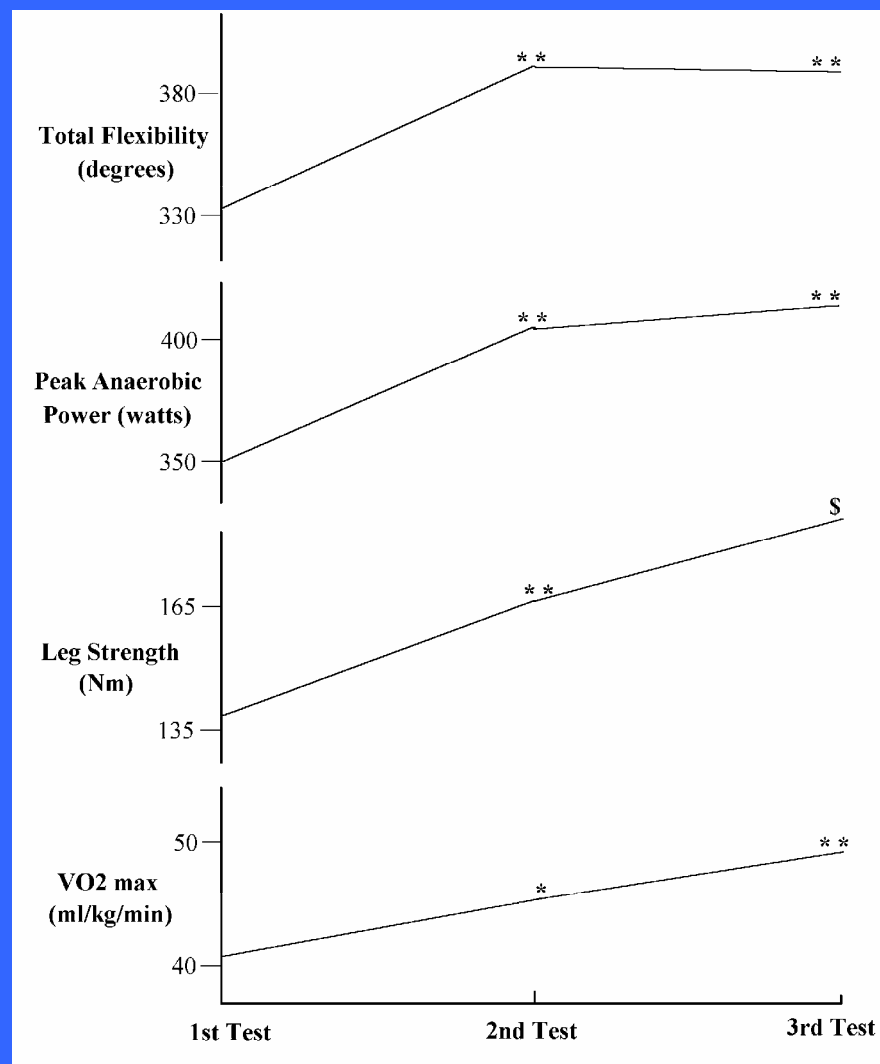 * *
* *
380
Total Flexibility
(degrees)
330
* *
* *
400
Peak Anaerobic
Power (watts)
350
$
* *
165
Leg Strength
(Nm)
135
50
* *
VO2 max
*
(ml/kg/min)
40
1st Test
2nd Test
3rd Test